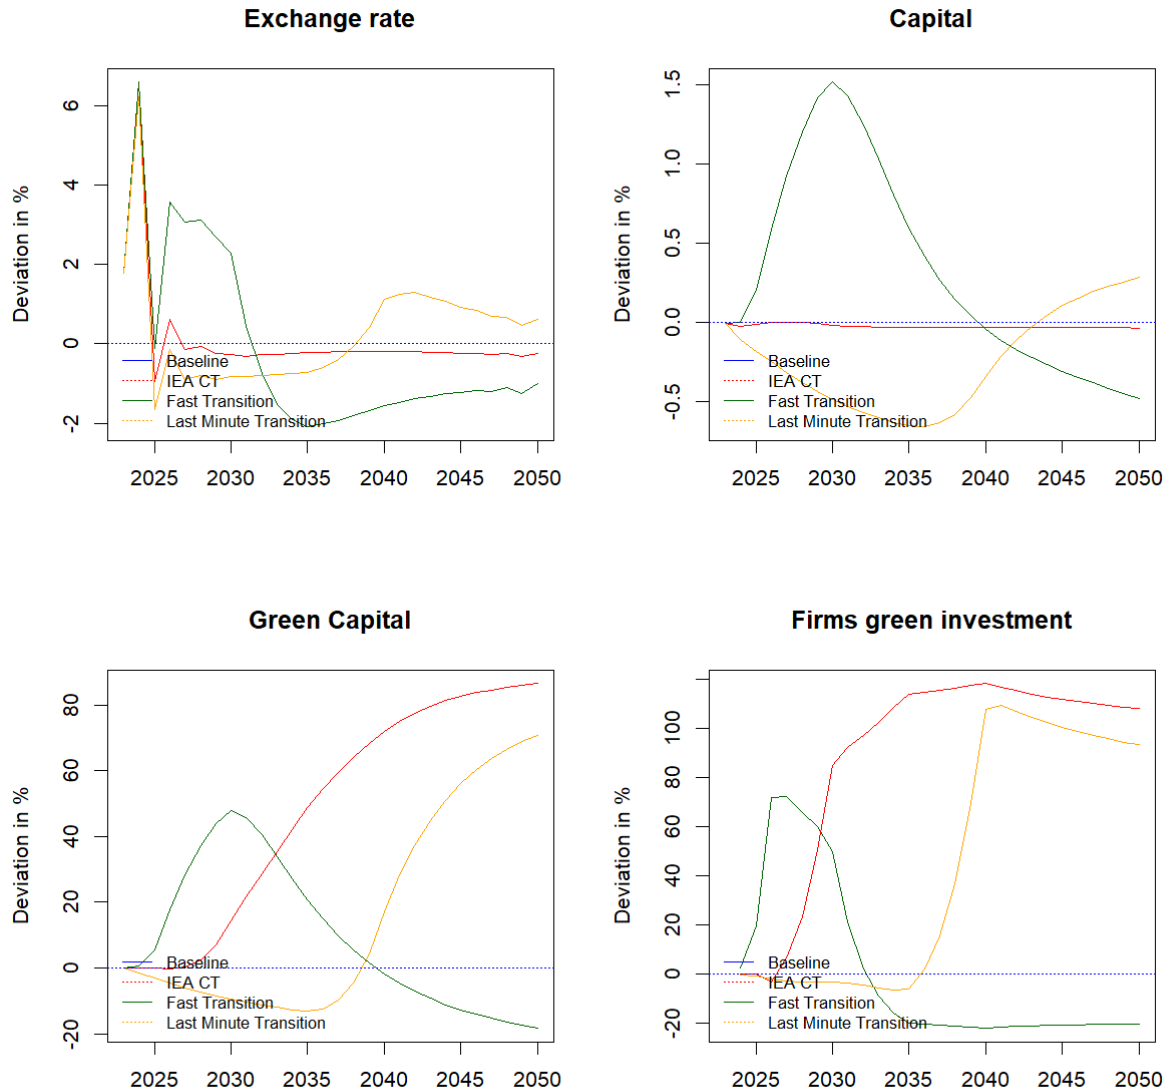 Exchange rate
Deviation in %
6
4
2
0
-2
Baseline
IEA CT
Fast Transition
Last Minute Transition
2025 2030 2035 2040 2045 2050
Capital
Deviation in %
1.5
1.0
0.5
0.0
-0.5
Baseline
IEA CT
Fast Transition
Last Minute Transition
2025 2030 2035 2040 2045 2050
Green Capital
Deviation in %
80
60
40
20
0
-20
Baseline
IEA CT
Fast Transition
Last Minute Transition
2025 2030 2035 2040 2045 2050
Firms green investment
Deviation in %
100
80
60
40
20
0
-20
Baseline
IEA CT
Fast Transition
Last Minute Transition
2025 2030 2035 2040 2045 2050